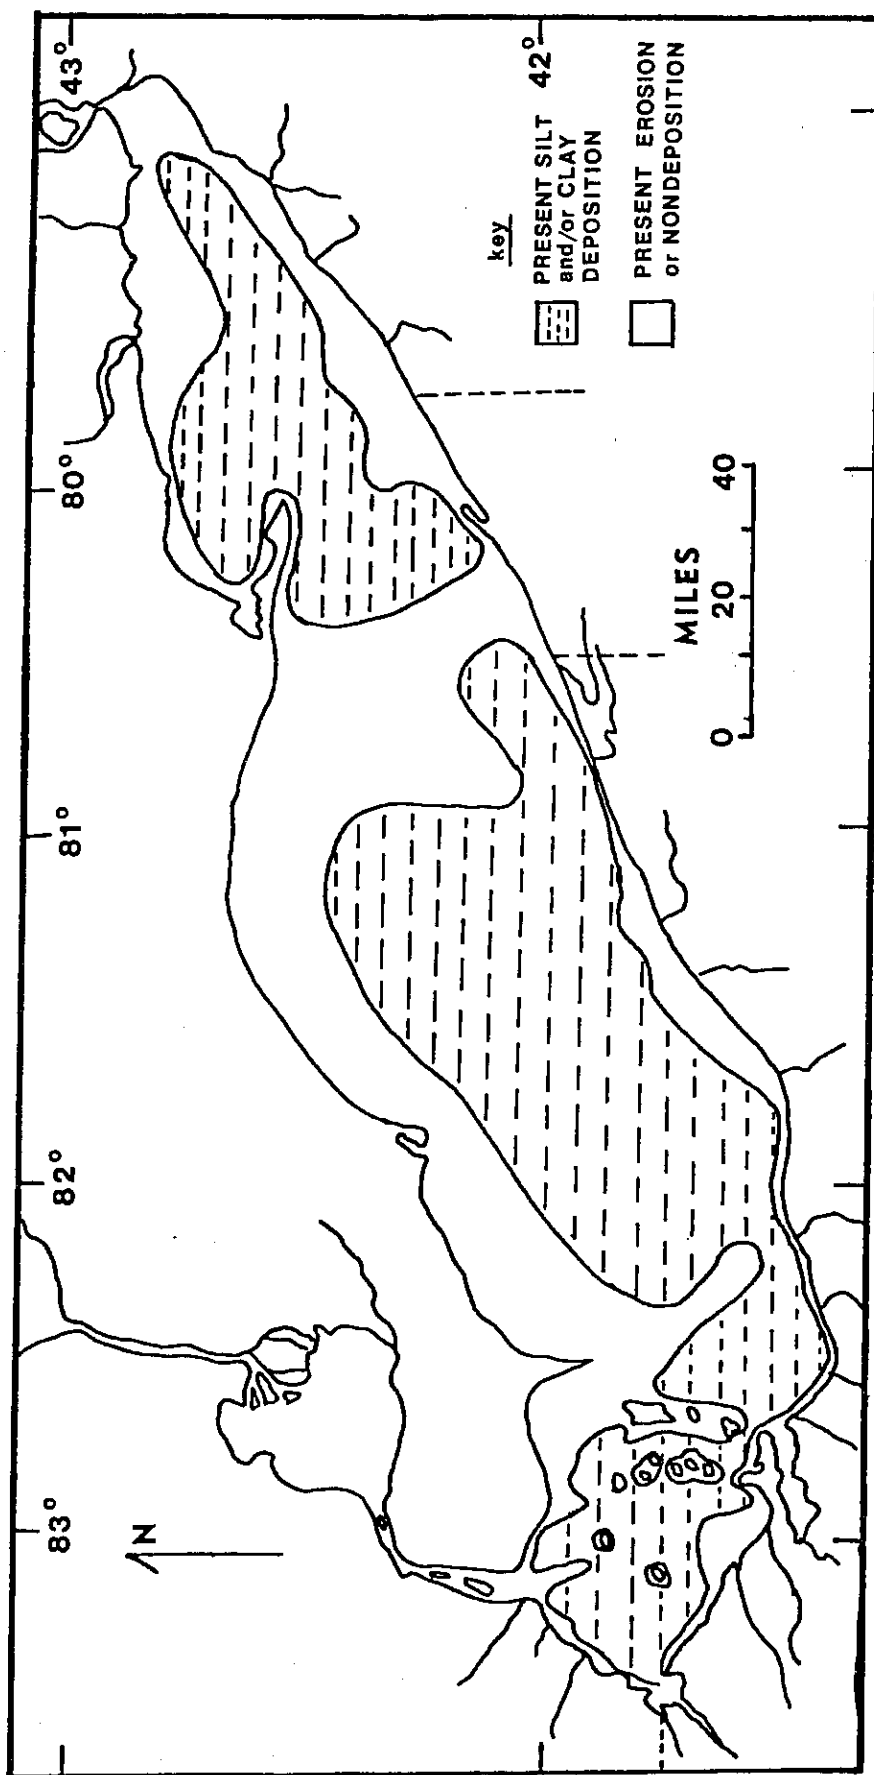 83°
82°
81°
80°
43°
42°
N
key
PRESENT SILT
and/or CLAY
DEPOSITION
PRESENT EROSION
or NONDEPOSITION
MILES
0 20 40